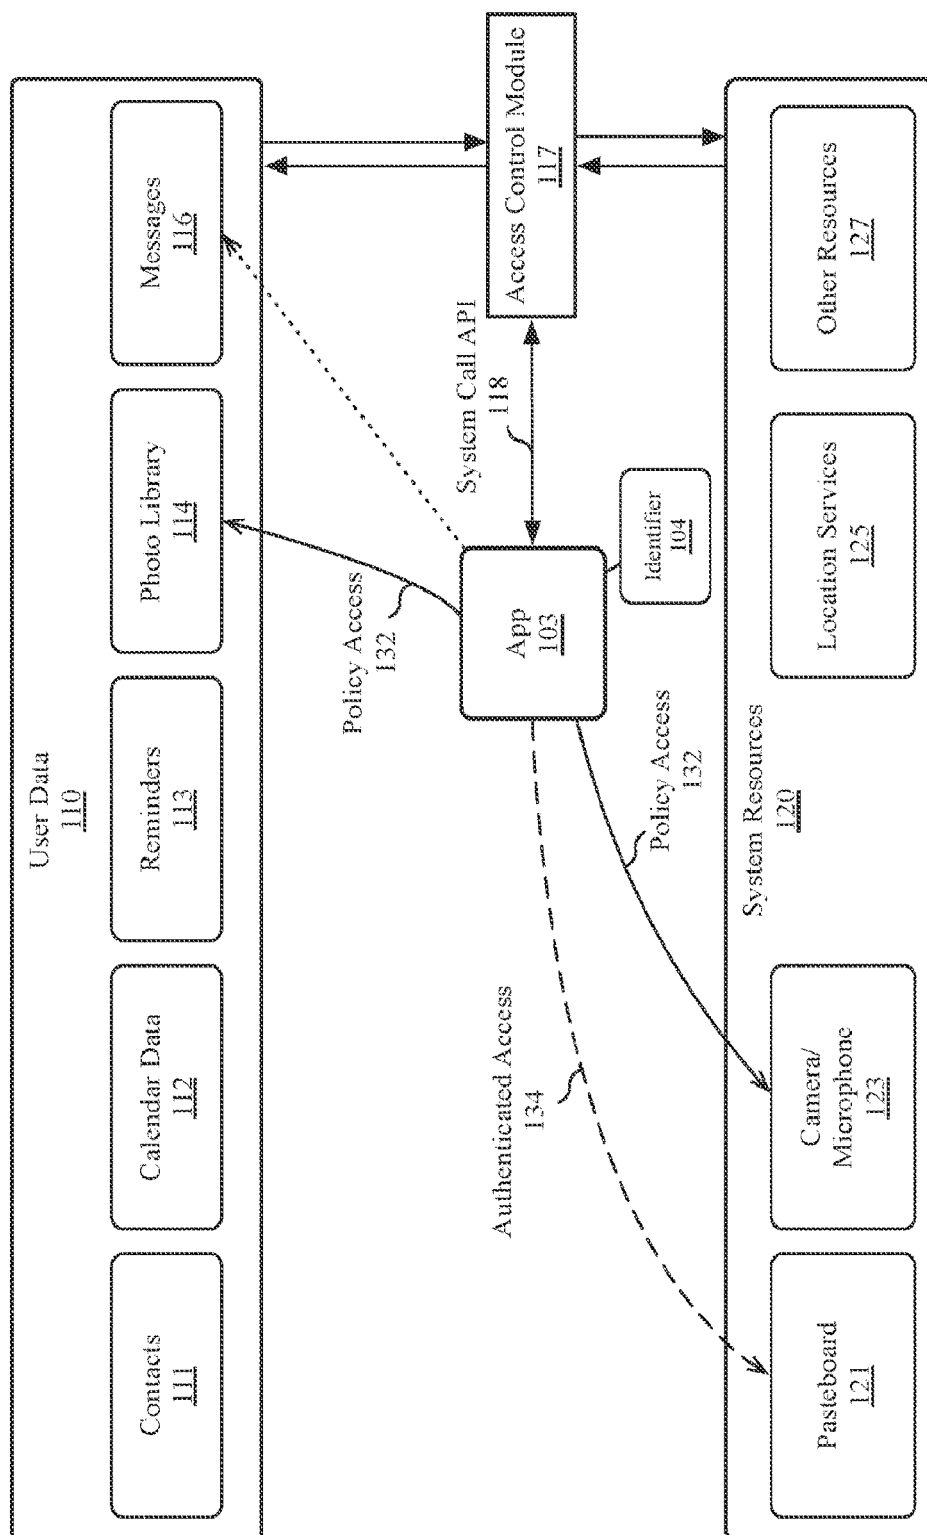 User Data
110
Contacts
111
Calendar Data
112
Reminders
113
Photo Library
114
Messages
116
Policy Access
132
System Call API
118
Access Control Module
117
App
103
Identifier
104
Authenticated Access
134
Policy Access
132
System Resources
120
Pasteboard
121
Camera/
Microphone
123
Location Services
125
Other Resources
127